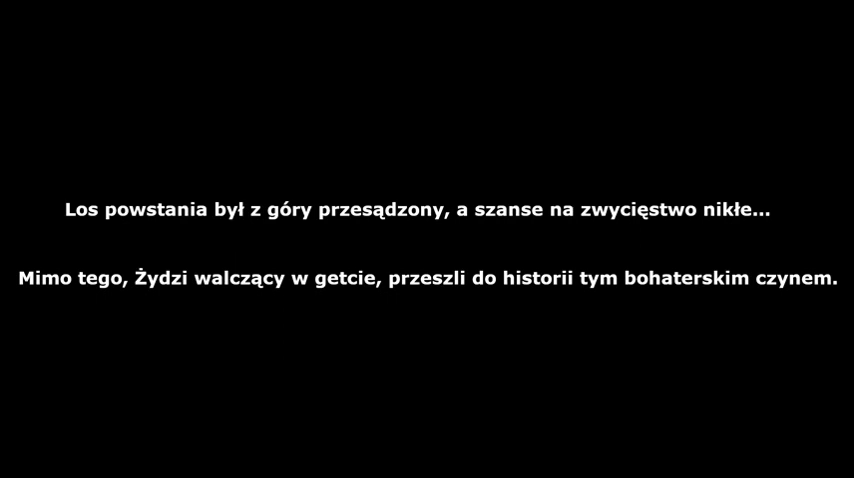 Los powstania był z góry przesądzony, a szanse na zwycięstwo nikłe...
Mimo tego, Żydzi walczący w getcie, przeszli do historii tym bohaterskim czynem.